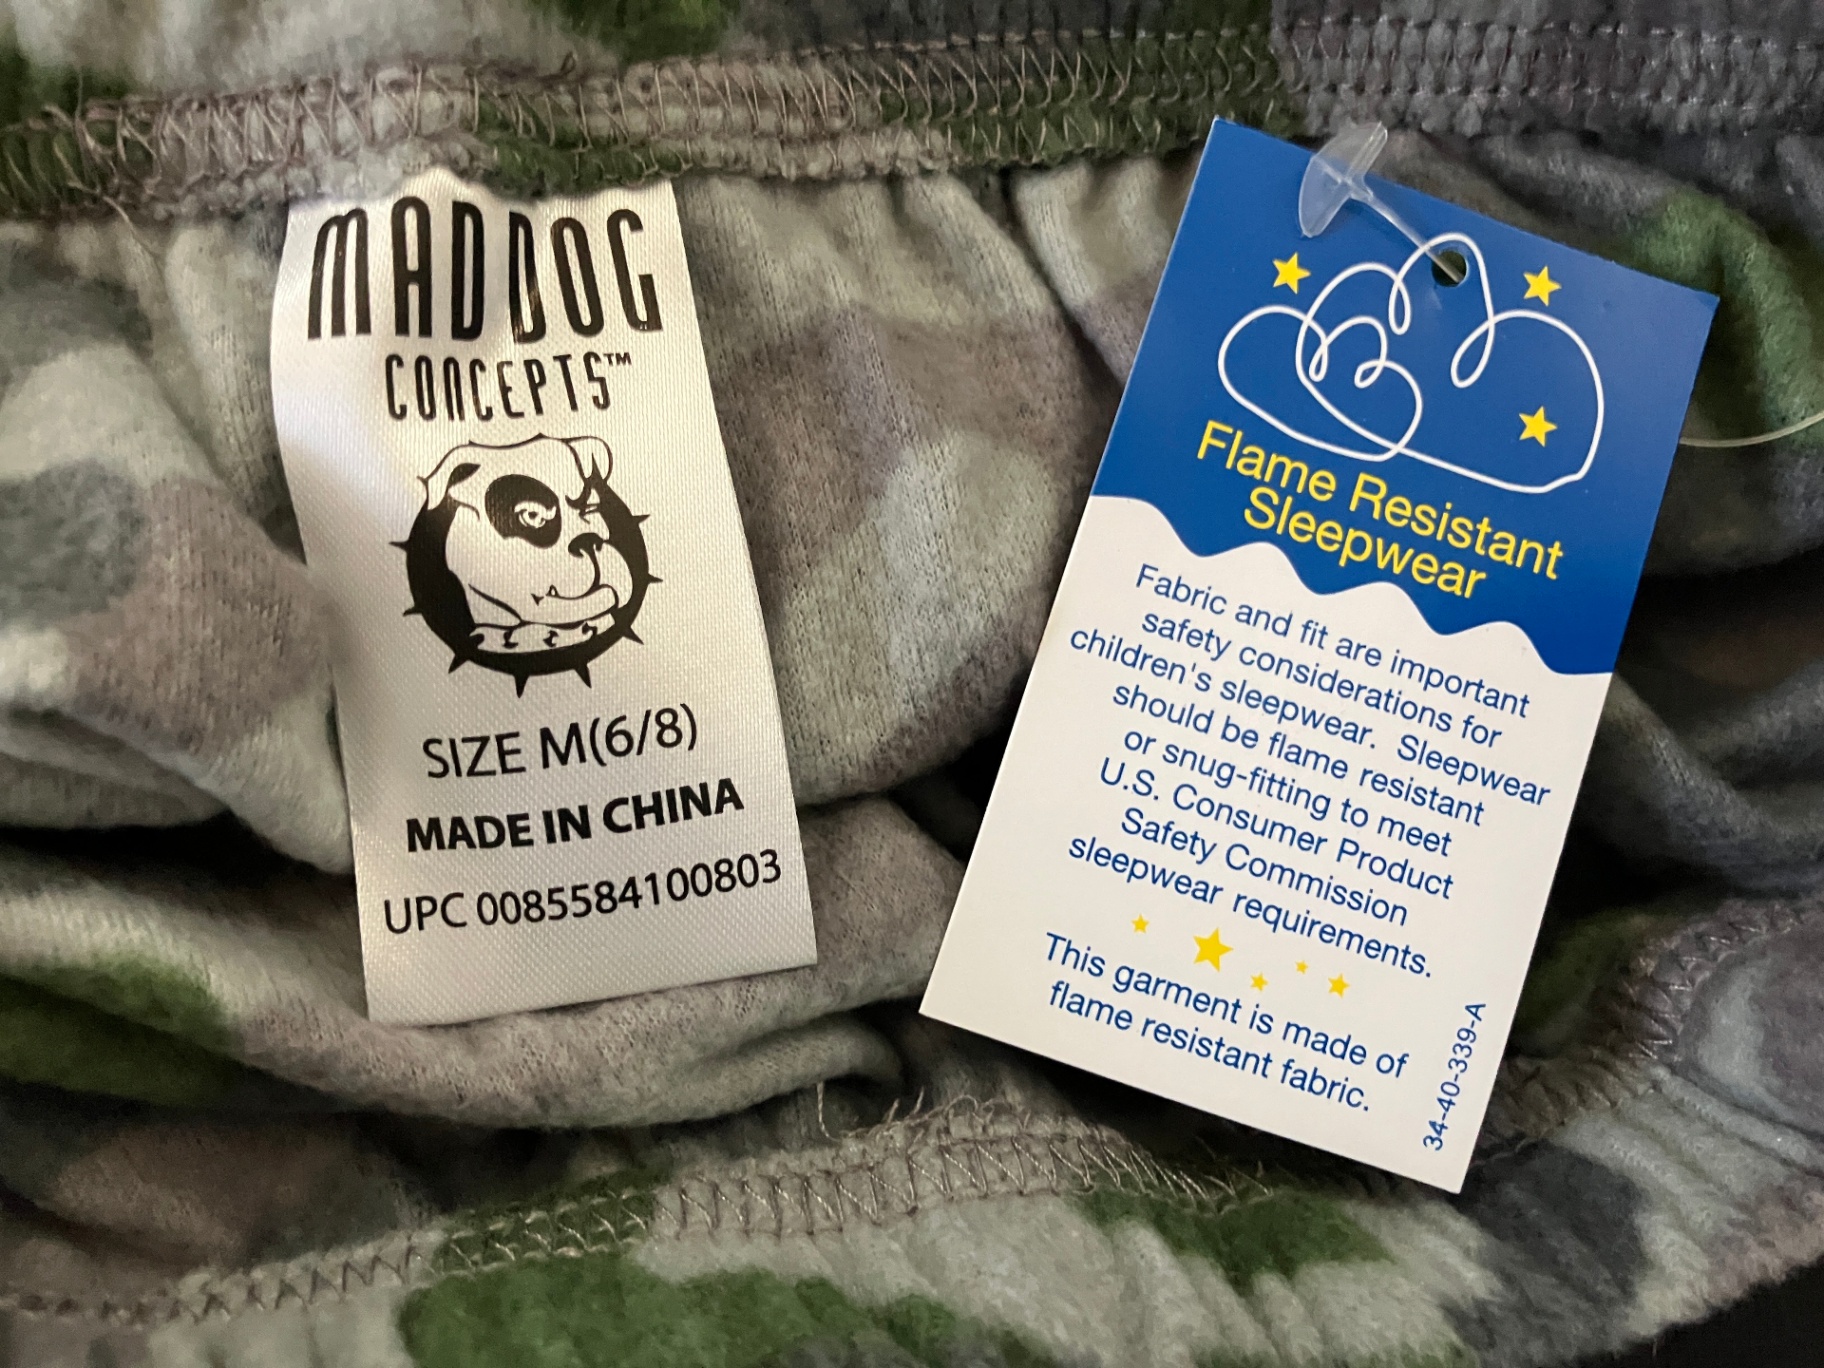 MAD DOG
CONCEPTS™
SIZE M(6/8)
MADE IN CHINA
UPC 0085584100803
Flame Resistant
Sleepwear
Fabric and fit are important
safety considerations for
children's sleepwear. Sleepwear
should be flame resistant
or snug-fitting to meet
U.S. Consumer Product
Safety Commission
sleepwear requirements.
This garment is made of
flame resistant fabric.
34-40-339-A